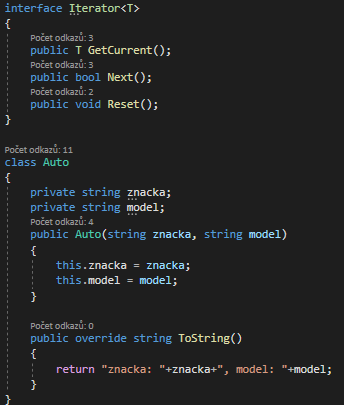 interface Iterator<T>
{
Počet odkazů: 3
public T GetCurrent();
Počet odkazů: 3
public bool Next();
Počet odkazů: 2
public void Reset();
}
Počet odkazů: 11
class Auto
{
private string znacka;
private string model;
Počet odkazů: 4
public Auto(string znacka, string model)
{
this.znacka = znacka;
this.model = model;
}
Počet odkazů: 0
public override string ToString()
{
return "znacka: "+znacka+", model: "+model;
}
}